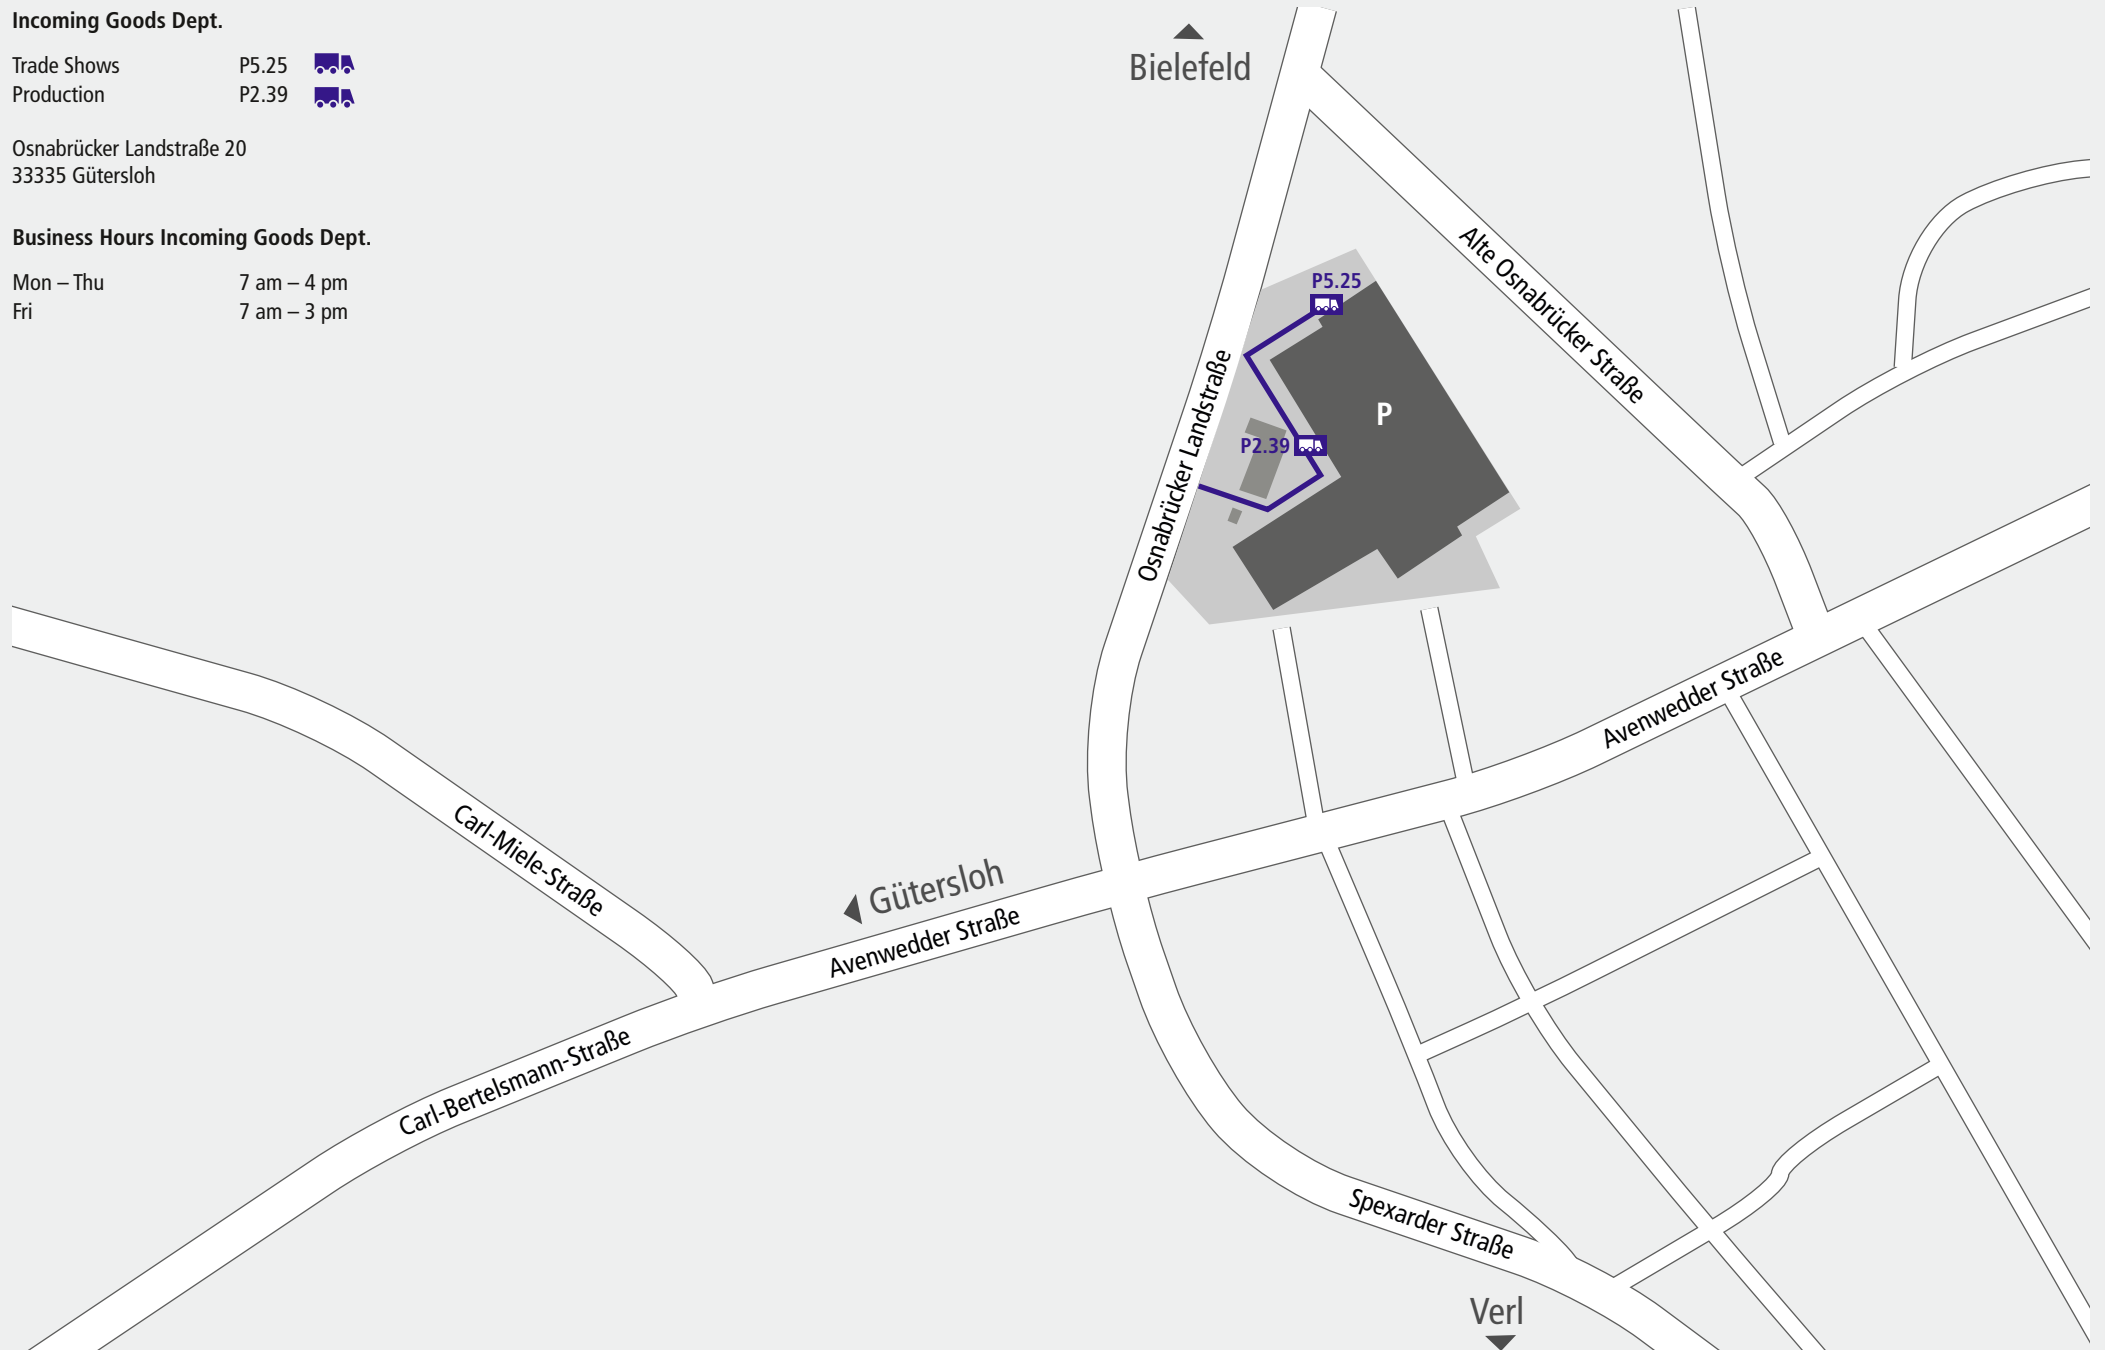 Incoming Goods Dept.
Trade Shows P5.25
Production P2.39
Osnabrücker Landstraße 20
33335 Gütersloh
Business Hours Incoming Goods Dept.
Mon – Thu 7 am – 4 pm
Fri 7 am – 3 pm
Bielefeld
Alte Osnabrücker Straße
P5.25
P
P2.39
Osnabrücker Landstraße
Avenwedder Straße
Carl-Miele-Straße
Gütersloh
Avenwedder Straße
Carl-Bertelsmann-Straße
Spexarder Straße
Verl